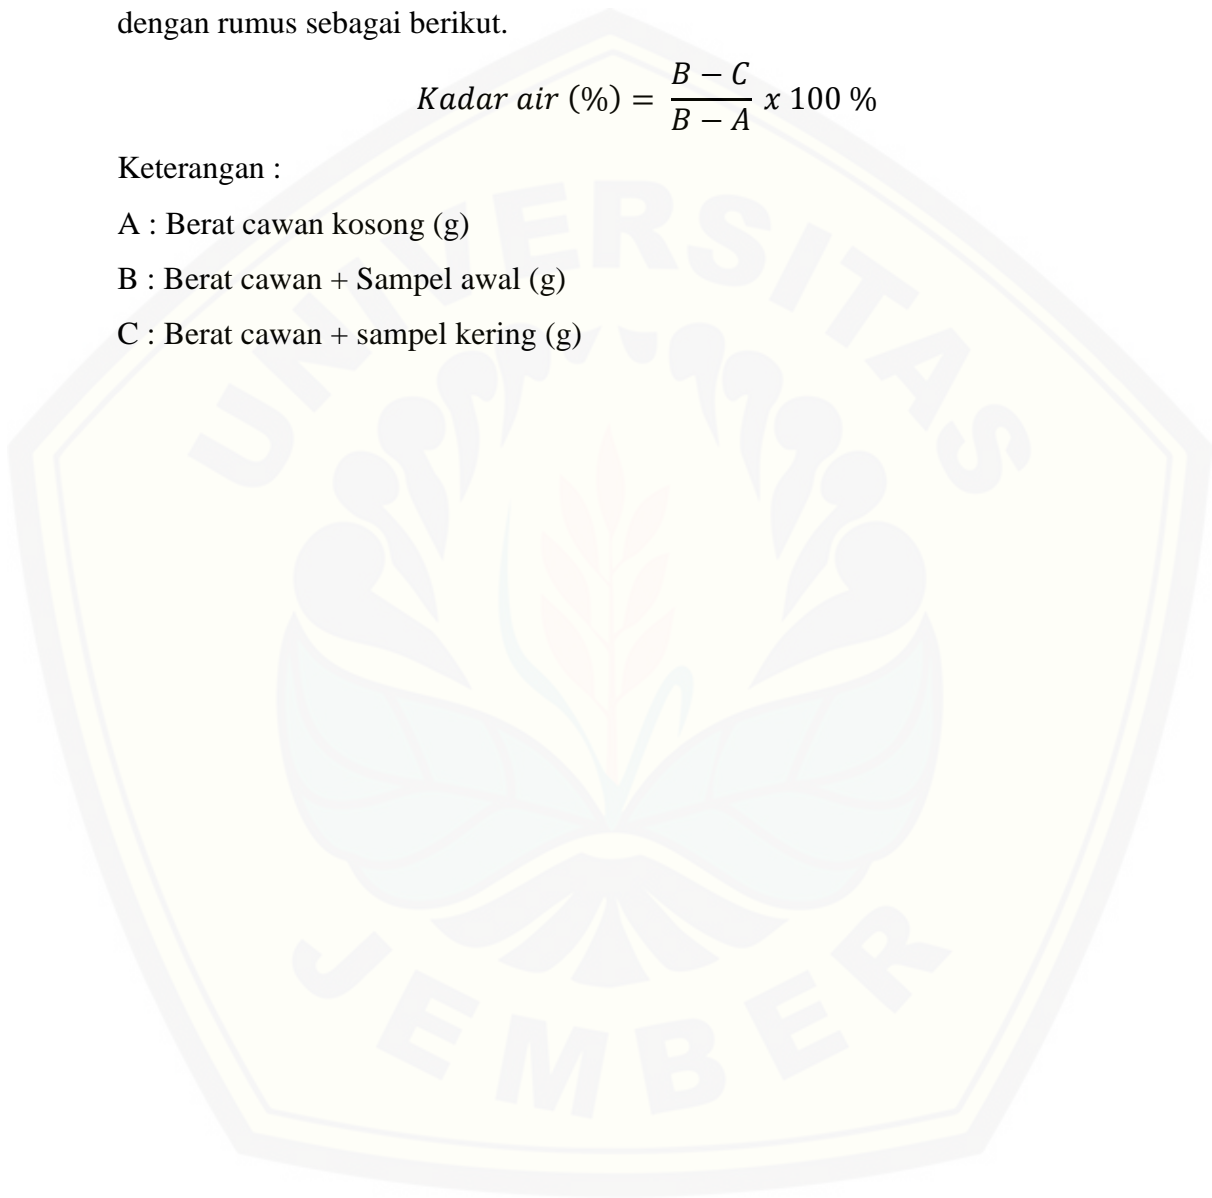 dengan rumus sebagai berikut.
Kadar air (%) = \frac{B − C}{B − A} x 100 %
Keterangan :
A : Berat cawan kosong (g)
B : Berat cawan + Sampel awal (g)
C : Berat cawan + sampel kering (g)
UNIVERSITAS
JEMBER